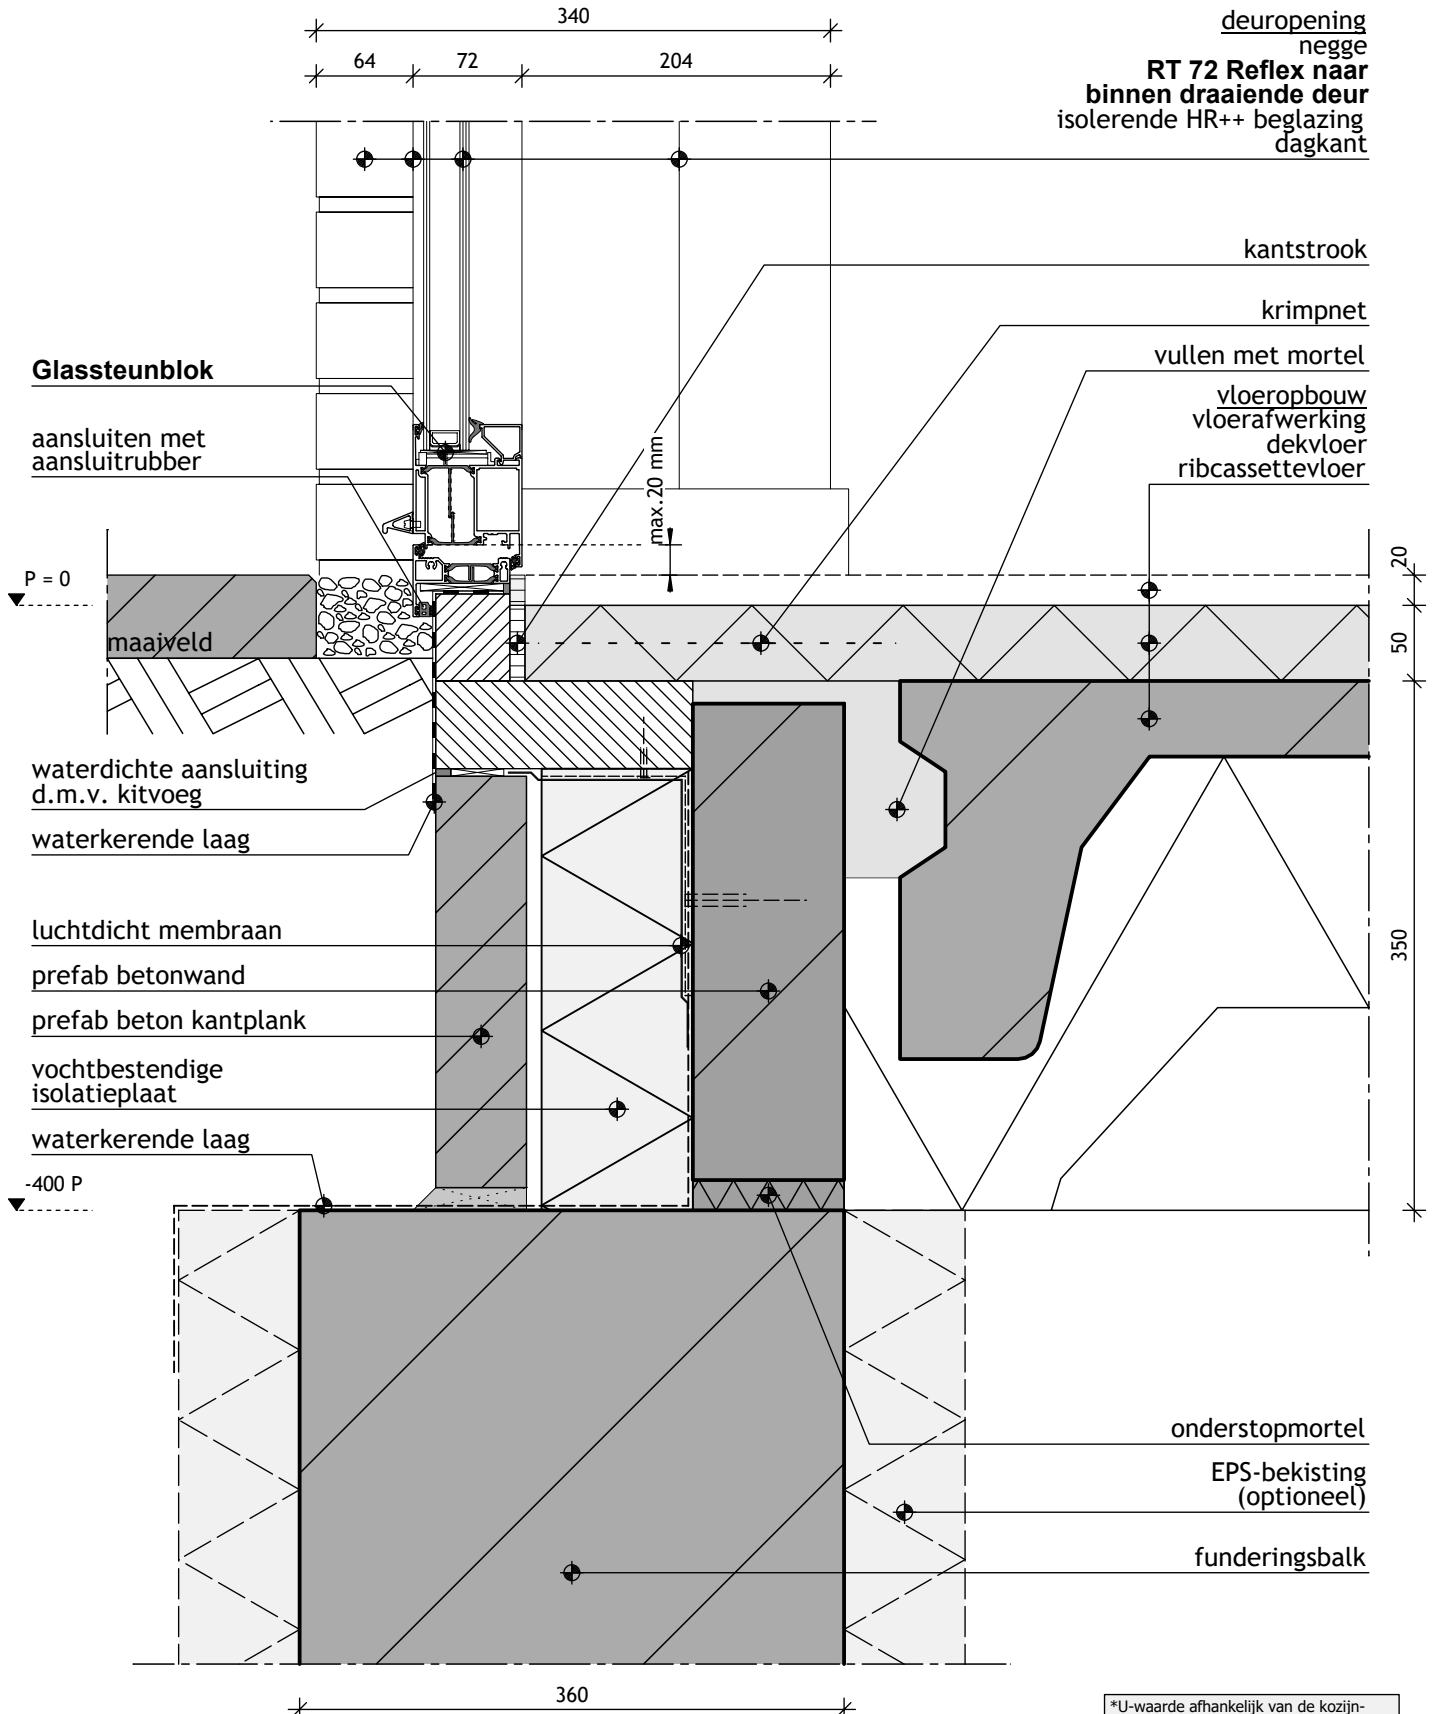 340
64
72
204
deuropening
negge
RT 72 Reflex naar
binnen draaiende deur
isolerende HR++ beglazing
dagkant
kantstrook
krimpnet
vullen met mortel
vloeropbouw
vloerafwerking
dekvloer
ribcassettevloer
Glassteunblok
aansluiten met
aansluitrubber
max.20 mm
P = 0
maaiveld
20
50
350
waterdichte aansluiting
d.m.v. kitvoeg
waterkerende laag
luchtdicht membraan
prefab betonwand
prefab beton kantplank
vochtbestendige
isolatieplaat
waterkerende laag
-400 P
onderstopmortel
EPS-bekisting
(optioneel)
funderingsbalk
360
*U-waarde afhankelijk van de kozijn-